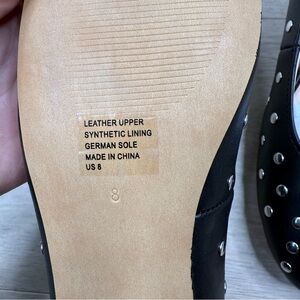 LEATHER UPPER
SYNTHETIC LINING
GERMAN SOLE
MADE IN CHINA
US 8
8